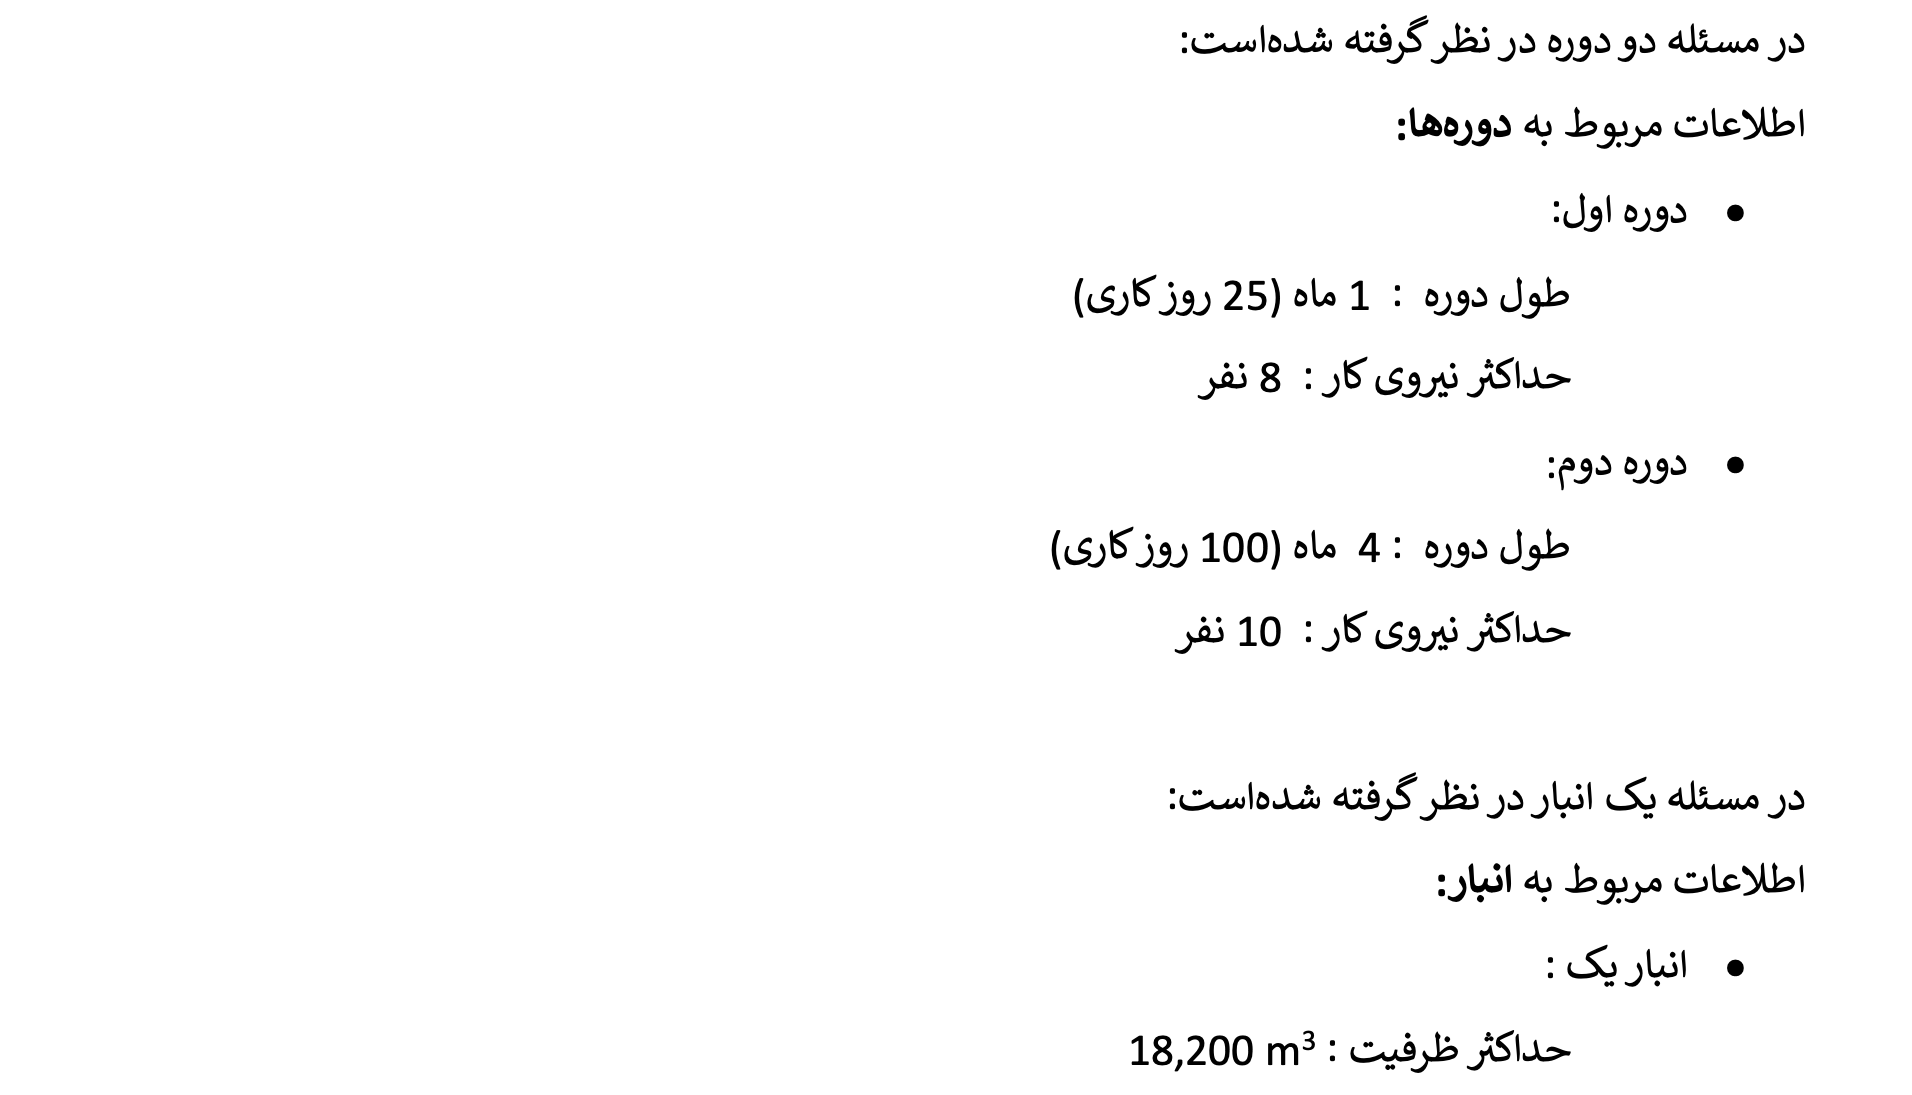 در مسئله دو دوره در نظر گرفته شده‌است:
اطلاعات مربوط به دوره‌ها:
• دوره اول:
طول دوره : 1 ماه (25 روز کاری)
حداکثر نیروی کار : 8 نفر
• دوره دوم:
طول دوره : 4 ماه (100 روز کاری)
حداکثر نیروی کار : 10 نفر
در مسئله یک انبار در نظر گرفته شده‌است:
اطلاعات مربوط به انبار:
• انبار یک :
حداکثر ظرفیت : 18,200 m³